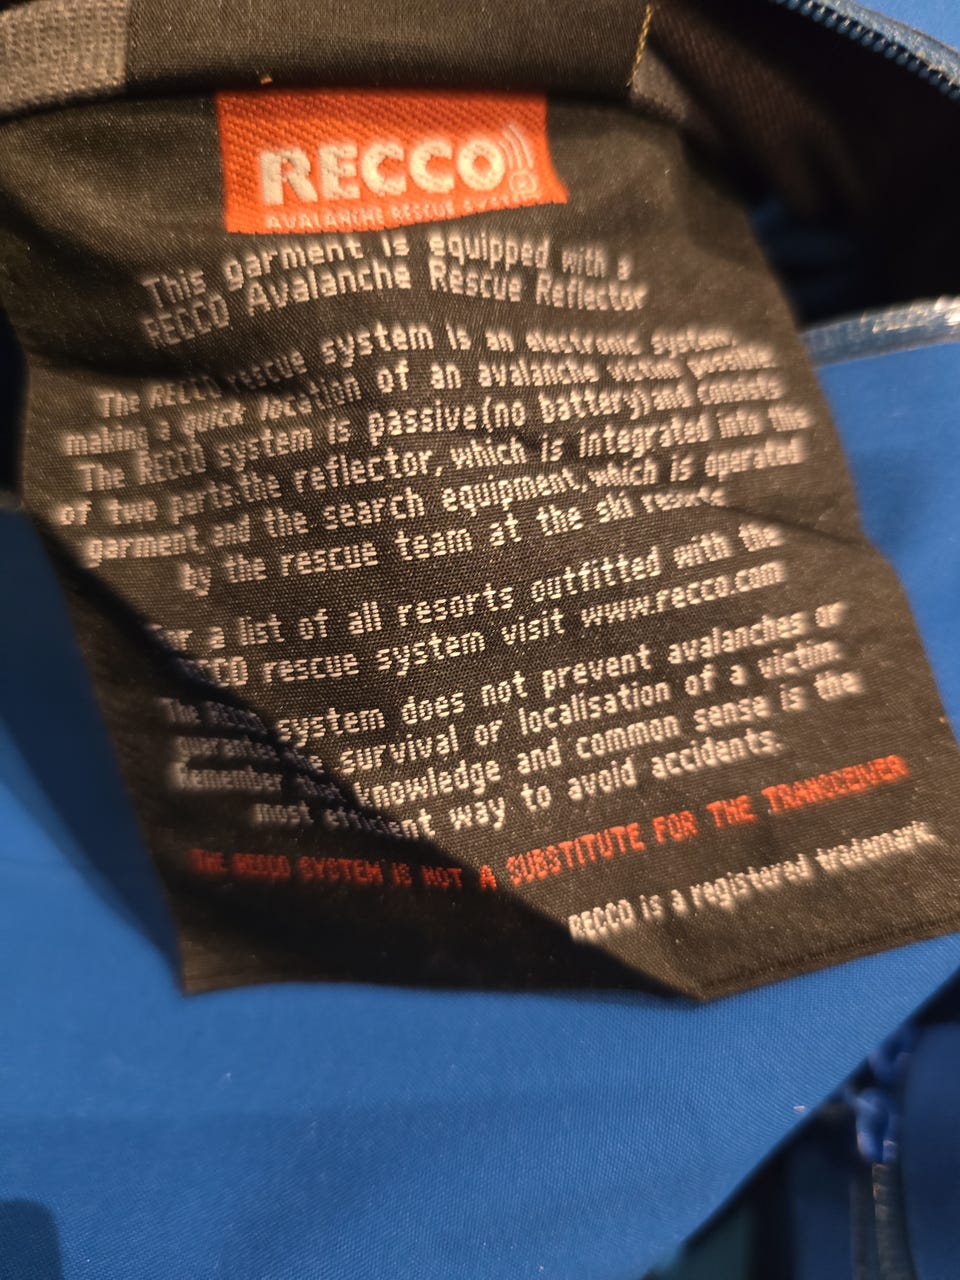 RECCO
AVALANCHE RESCUE SYSTEM
This garment is equipped with a
RECCO Avalanche Rescue Reflector
The RECCO rescue system is an electronic system,
making a quick location of an avalanche victim possible.
The RECCO system is passive(no battery)and consists
of two parts:the reflector, which is integrated into the
garment, and the search equipment, which is operated
by the rescue team at the ski resorts.
For a list of all resorts outfitted with the
RECCO rescue system visit www.recco.com
The RECCO system does not prevent avalanches or
guarantee survival or localisation of a victim.
Remember that knowledge and common sense is the
most efficient way to avoid accidents.
THE RECCO SYSTEM IS NOT A SUBSTITUTE FOR THE TRANSCEIVER
RECCO is a registered trademark.